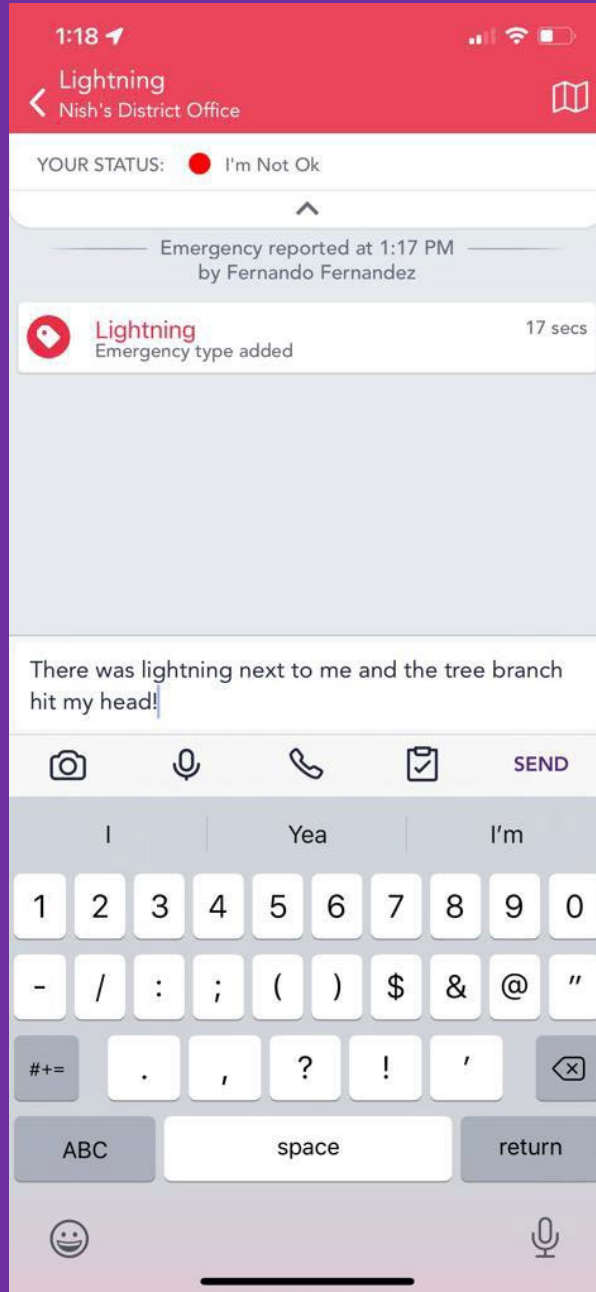 1:18
Lightning
Nish's District Office
YOUR STATUS: I'm Not Ok
Emergency reported at 1:17 PM
by Fernando Fernandez
Lightning 17 secs
Emergency type added
There was lightning next to me and the tree branch
hit my head!
SEND
I Yea I'm
1 2 3 4 5 6 7 8 9 0
- / : ; ( ) $ & @ "
#+= . , ? ! '
ABC space return